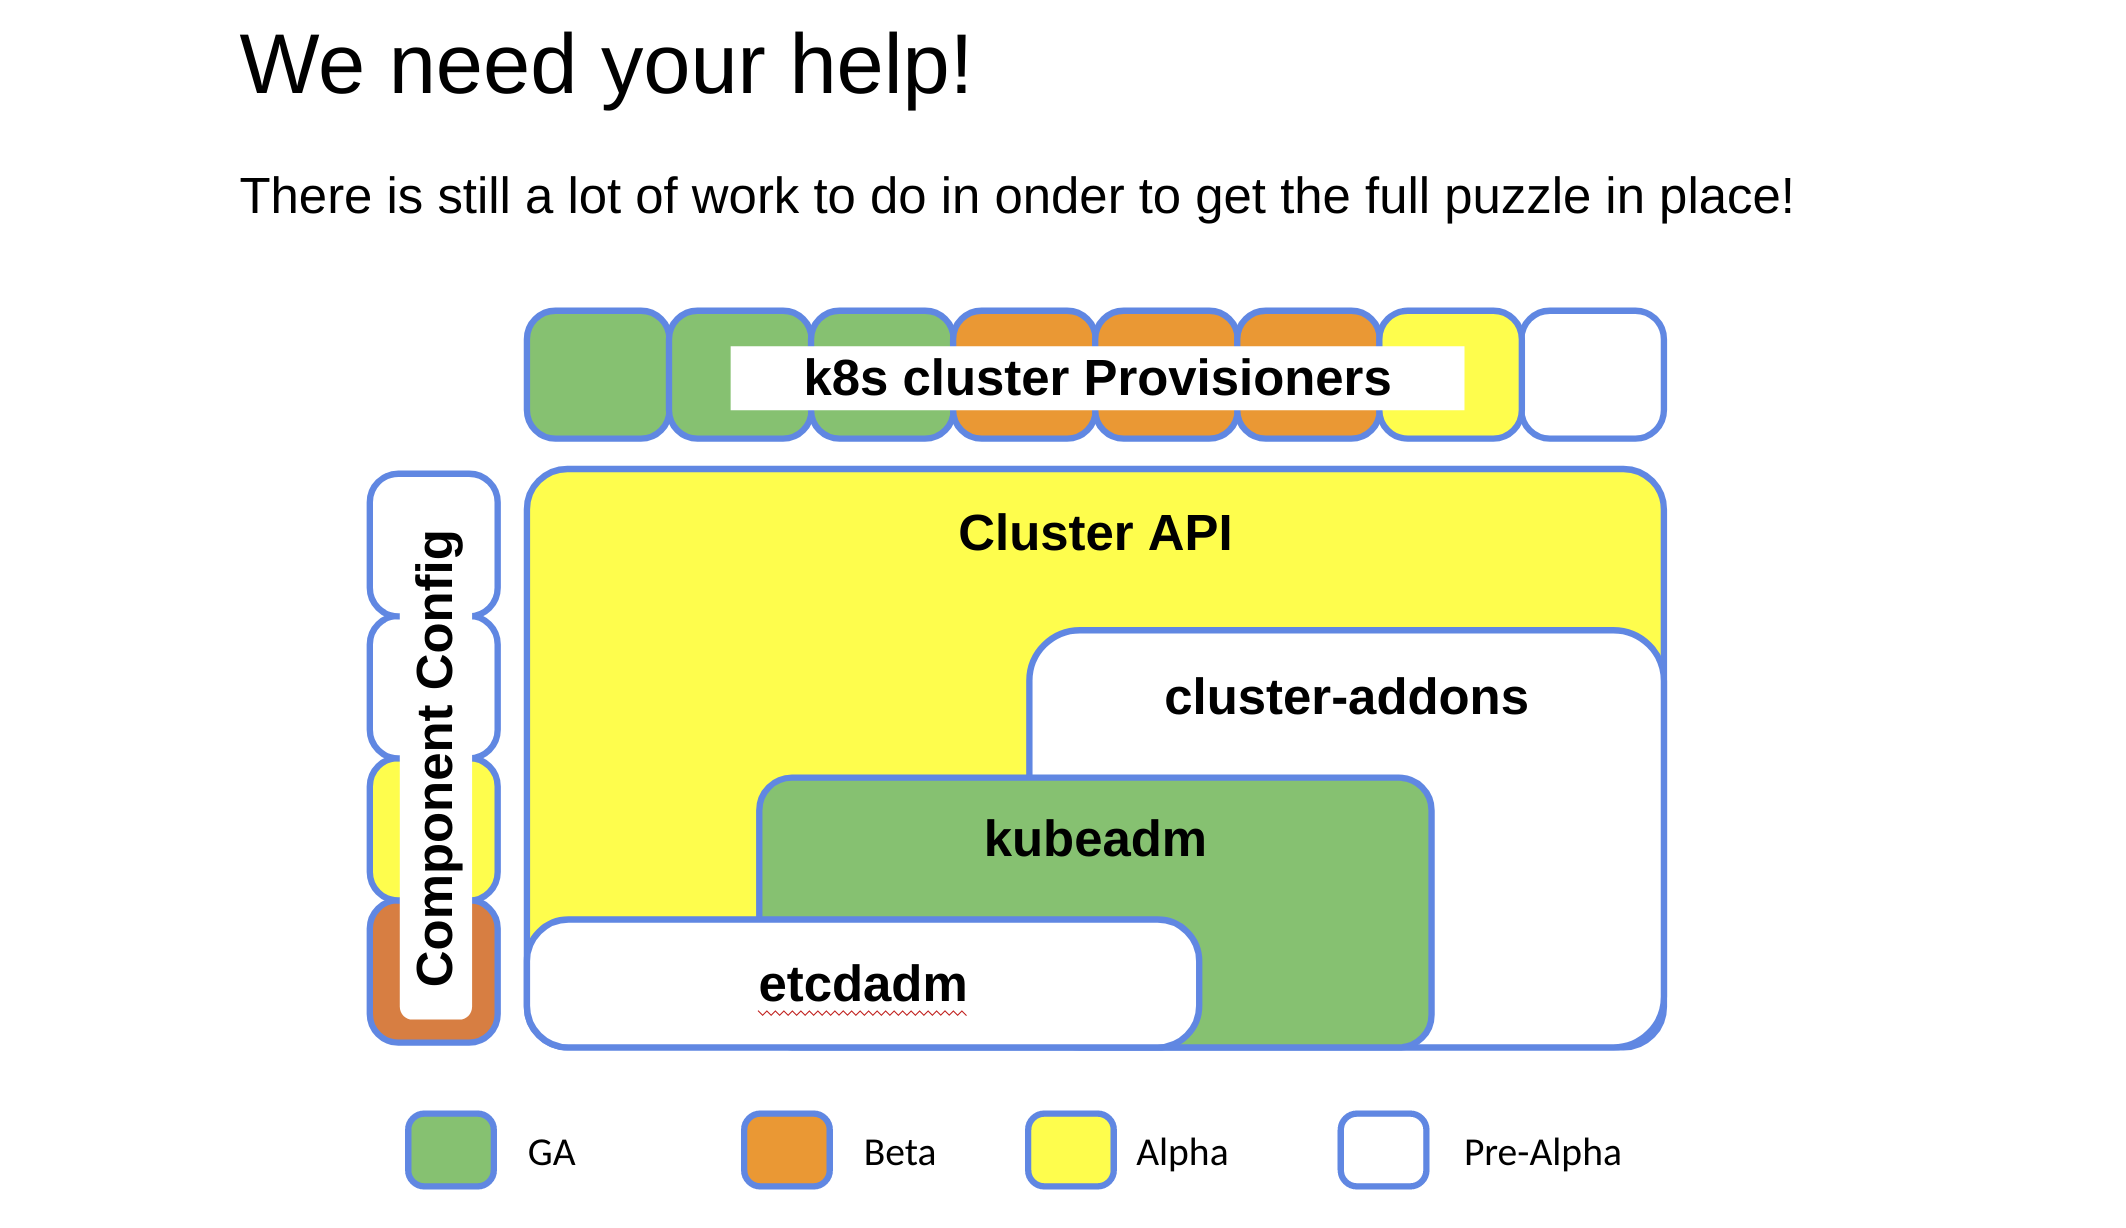 We need your help!
There is still a lot of work to do in onder to get the full puzzle in place!
k8s cluster Provisioners
Component Config
Cluster API
cluster-addons
kubeadm
etcdadm
GA
Beta
Alpha
Pre-Alpha